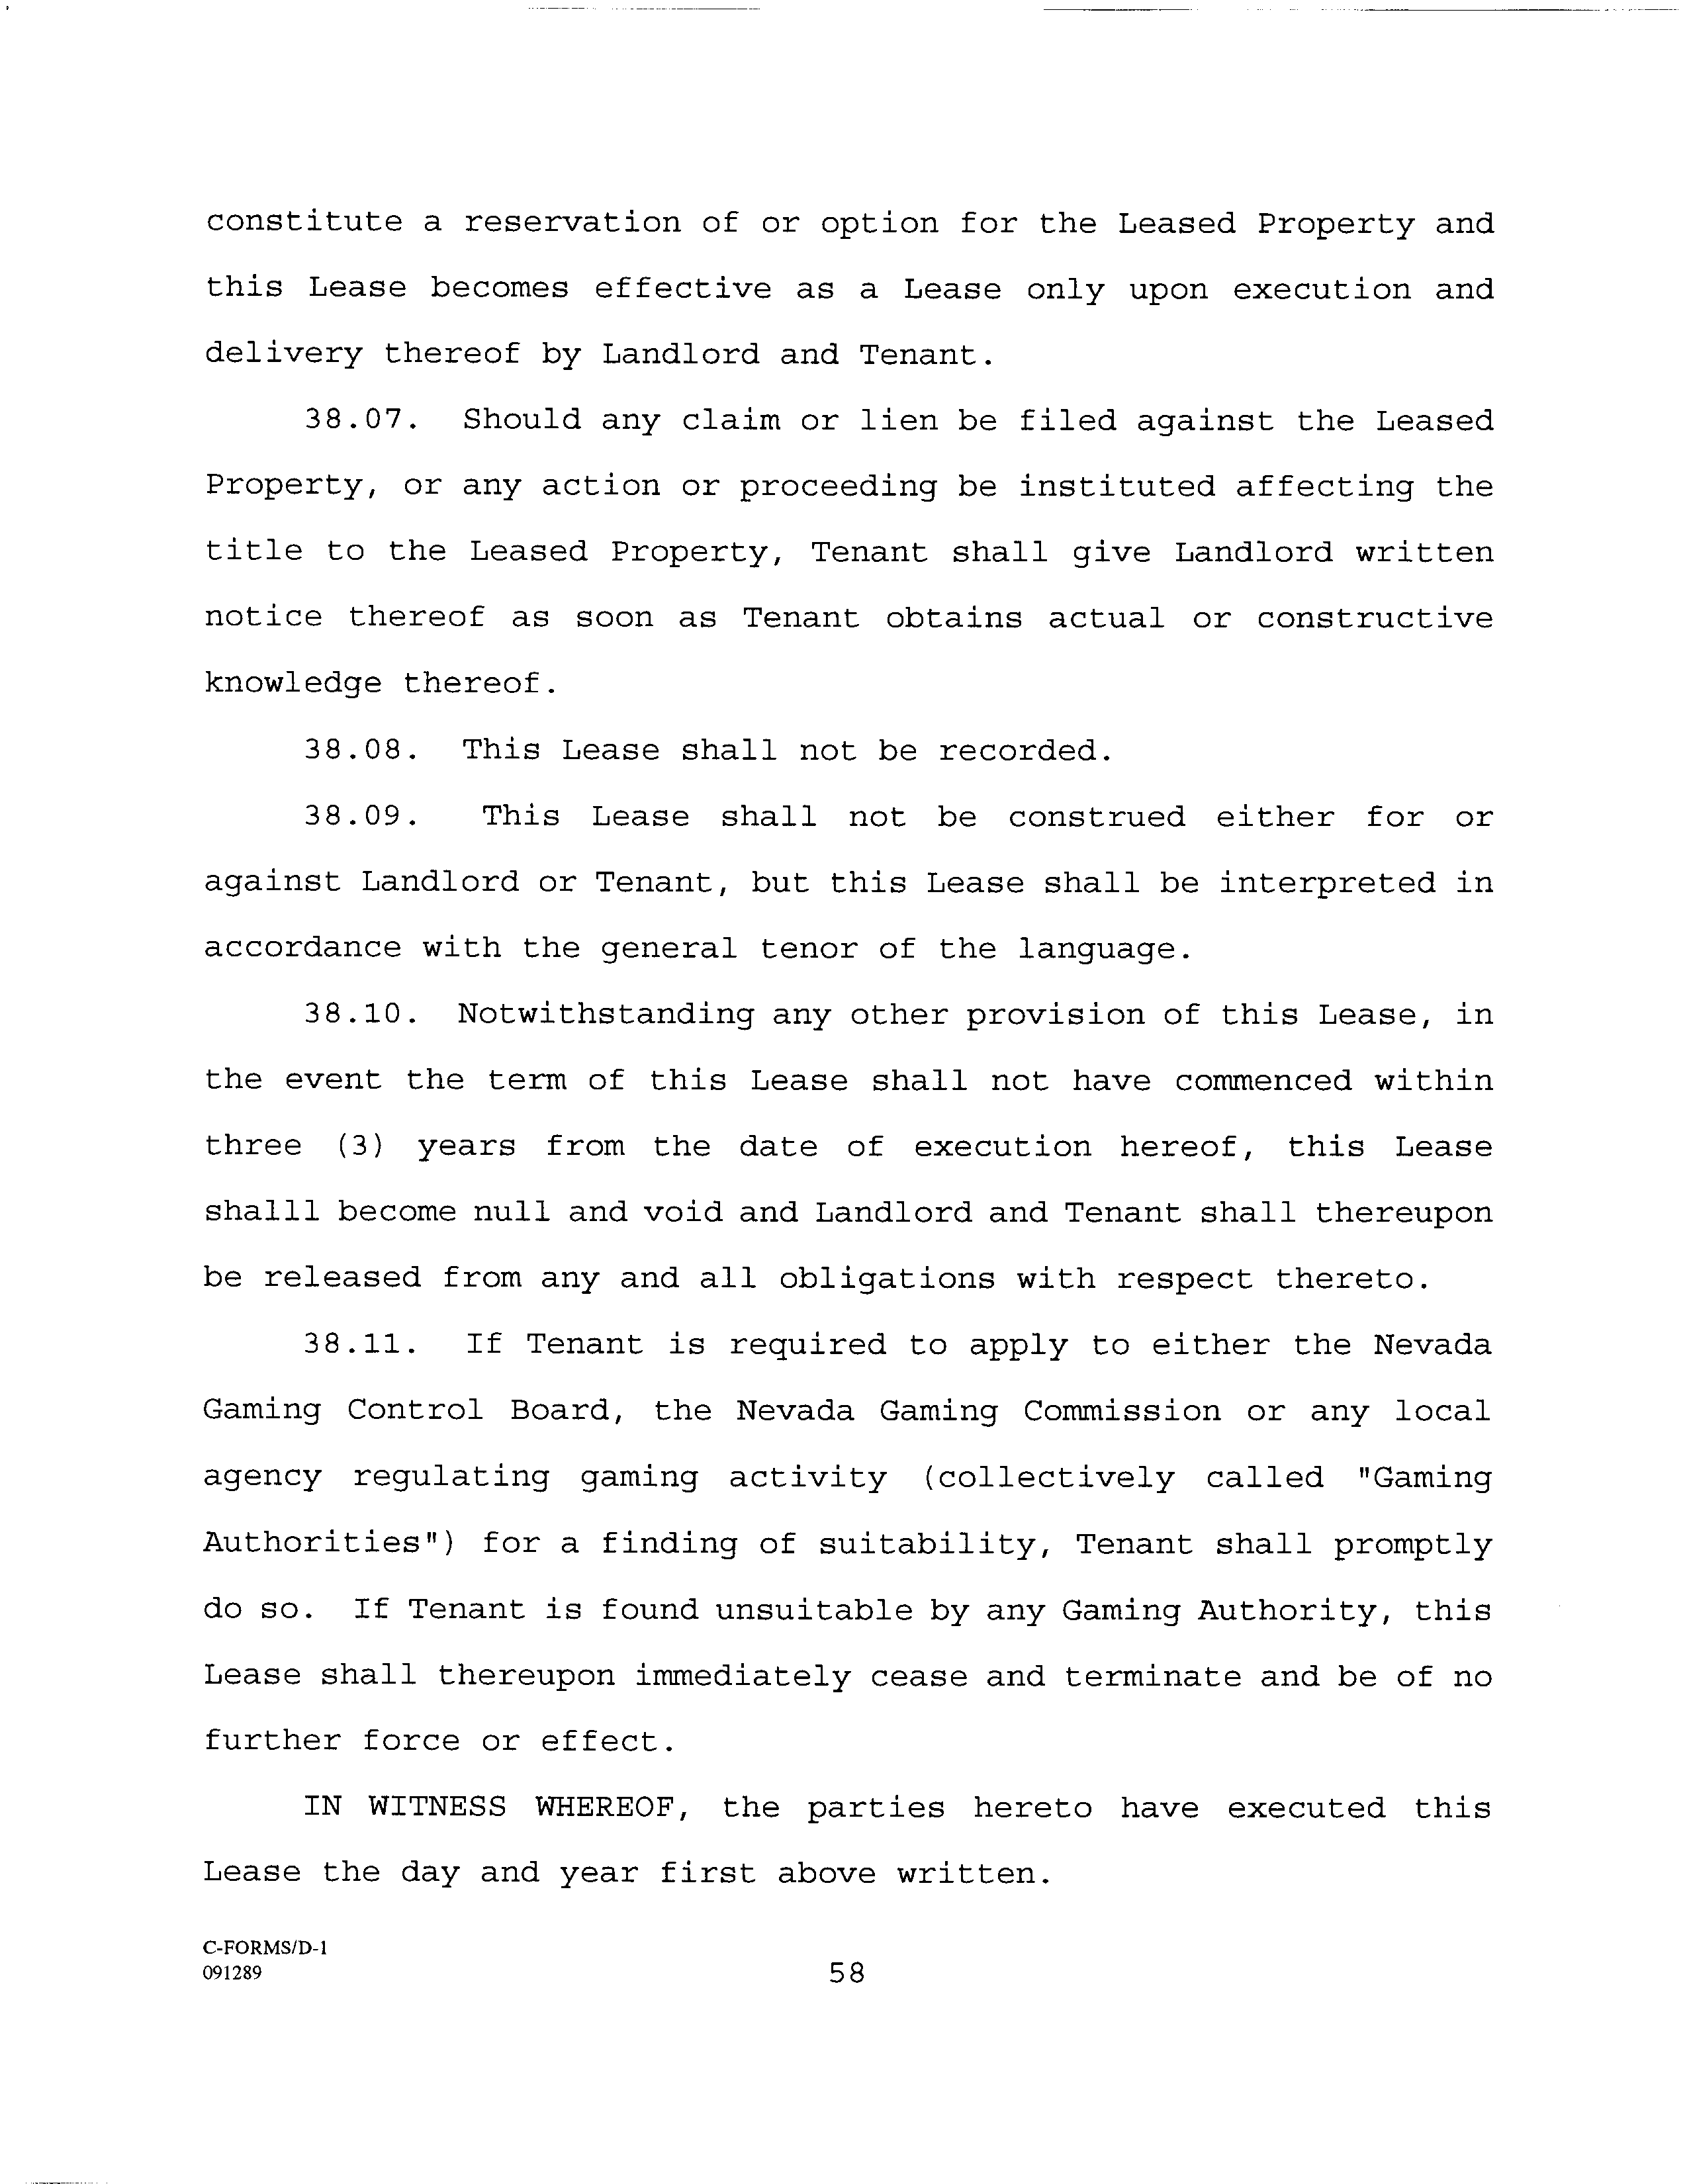 constitute a reservation of or option for the Leased Property and
this Lease becomes effective as a Lease only upon execution and
delivery thereof by Landlord and Tenant.
38.07. Should any claim or lien be filed against the Leased
Property, or any action or proceeding be instituted affecting the
title to the Leased Property, Tenant shall give Landlord written
notice thereof as soon as Tenant obtains actual or constructive
knowledge thereof.
38.08. This Lease shall not be recorded.
38.09. This Lease shall not be construed either for or
against Landlord or Tenant, but this Lease shall be interpreted in
accordance with the general tenor of the language.
38.10. Notwithstanding any other provision of this Lease, in
the event the term of this Lease shall not have commenced within
three (3) years from the date of execution hereof, this Lease
shalll become null and void and Landlord and Tenant shall thereupon
be released from any and all obligations with respect thereto.
38.11. If Tenant is required to apply to either the Nevada
Gaming Control Board, the Nevada Gaming Commission or any local
agency regulating gaming activity (collectively called "Gaming
Authorities") for a finding of suitability, Tenant shall promptly
do so. If Tenant is found unsuitable by any Gaming Authority, this
Lease shall thereupon immediately cease and terminate and be of no
further force or effect.
IN WITNESS WHEREOF, the parties hereto have executed this
Lease the day and year first above written.
C-FORMS/D-1
091289
58